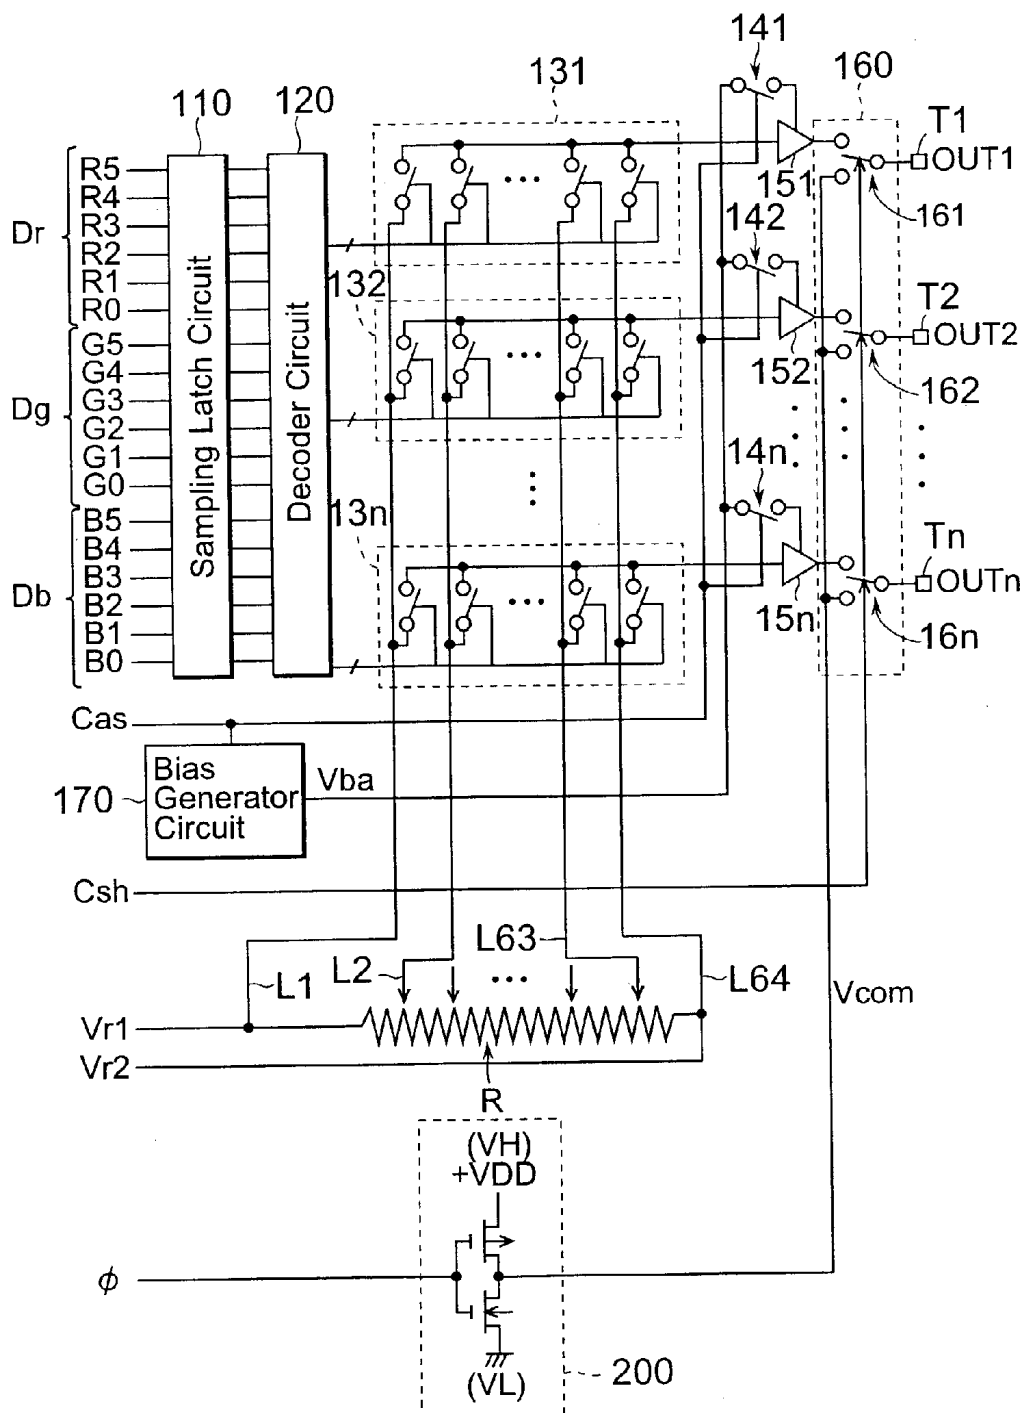 141
131
160
110
120
T1
OUT1
151
161
R5
R4
R3
R2
R1
R0
Dr
142
132
T2
OUT2
152
162
G5
G4
G3
G2
G1
G0
Dg
Sampling Latch Circuit
Decoder Circuit
14n
13n
Tn
OUTn
15n
16n
B5
B4
B3
B2
B1
B0
Db
Cas
Bias
Generator
Circuit
170
Vba
Csh
L1
L2
L63
L64
Vcom
Vr1
Vr2
R
(VH)
+VDD
ϕ
(VL)
200